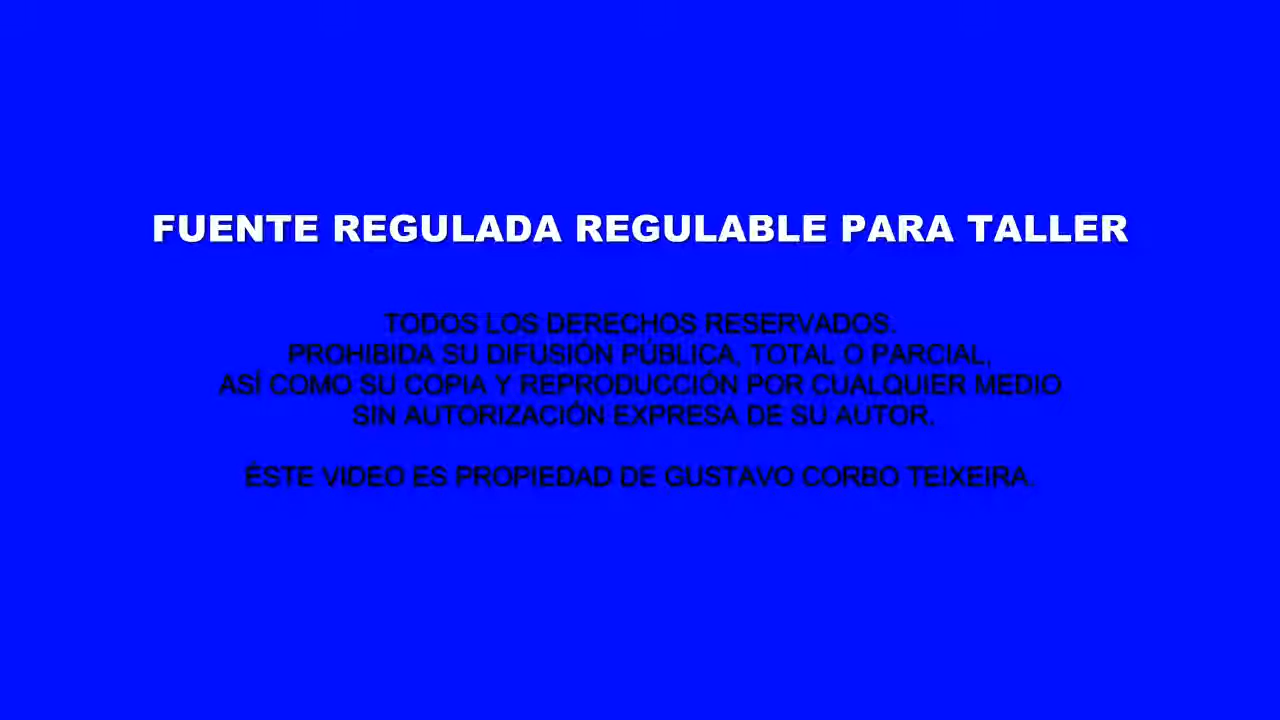 FUENTE REGULADA REGULABLE PARA TALLER
TODOS LOS DERECHOS RESERVADOS.
PROHIBIDA SU DIFUSIÓN PÚBLICA, TOTAL O PARCIAL,
ASÍ COMO SU COPIA Y REPRODUCCIÓN POR CUALQUIER MEDIO
SIN AUTORIZACIÓN EXPRESA DE SU AUTOR.
ÉSTE VIDEO ES PROPIEDAD DE GUSTAVO CORBO TEIXEIRA.